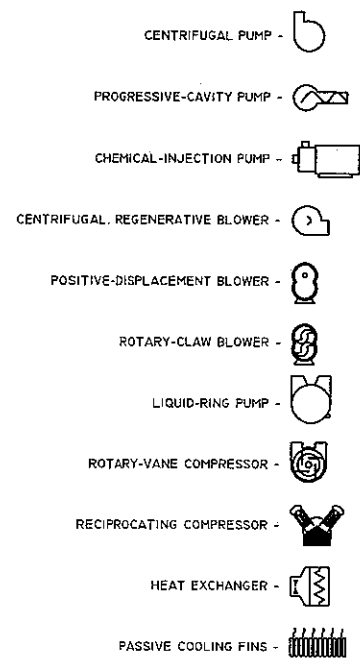 CENTRIFUGAL PUMP -
PROGRESSIVE-CAVITY PUMP -
CHEMICAL-INJECTION PUMP -
CENTRIFUGAL, REGENERATIVE BLOWER -
POSITIVE-DISPLACEMENT BLOWER -
ROTARY-CLAW BLOWER -
LIQUID-RING PUMP -
ROTARY-VANE COMPRESSOR -
RECIPROCATING COMPRESSOR -
HEAT EXCHANGER -
PASSIVE COOLING FINS -